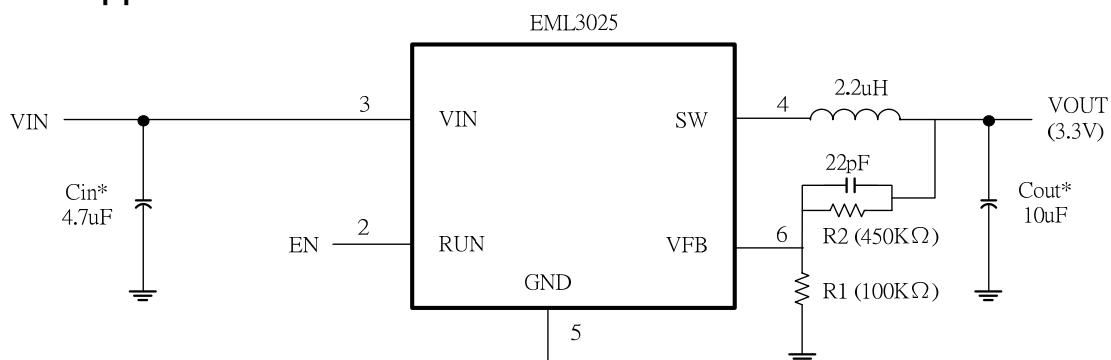 EML3025
VIN
3
VIN
SW
4
2.2uH
VOUT
(3.3V)
Cin*
4.7uF
22pF
Cout*
10uF
EN
2
RUN
VFB
6
R2 (450KΩ)
GND
R1 (100KΩ)
5